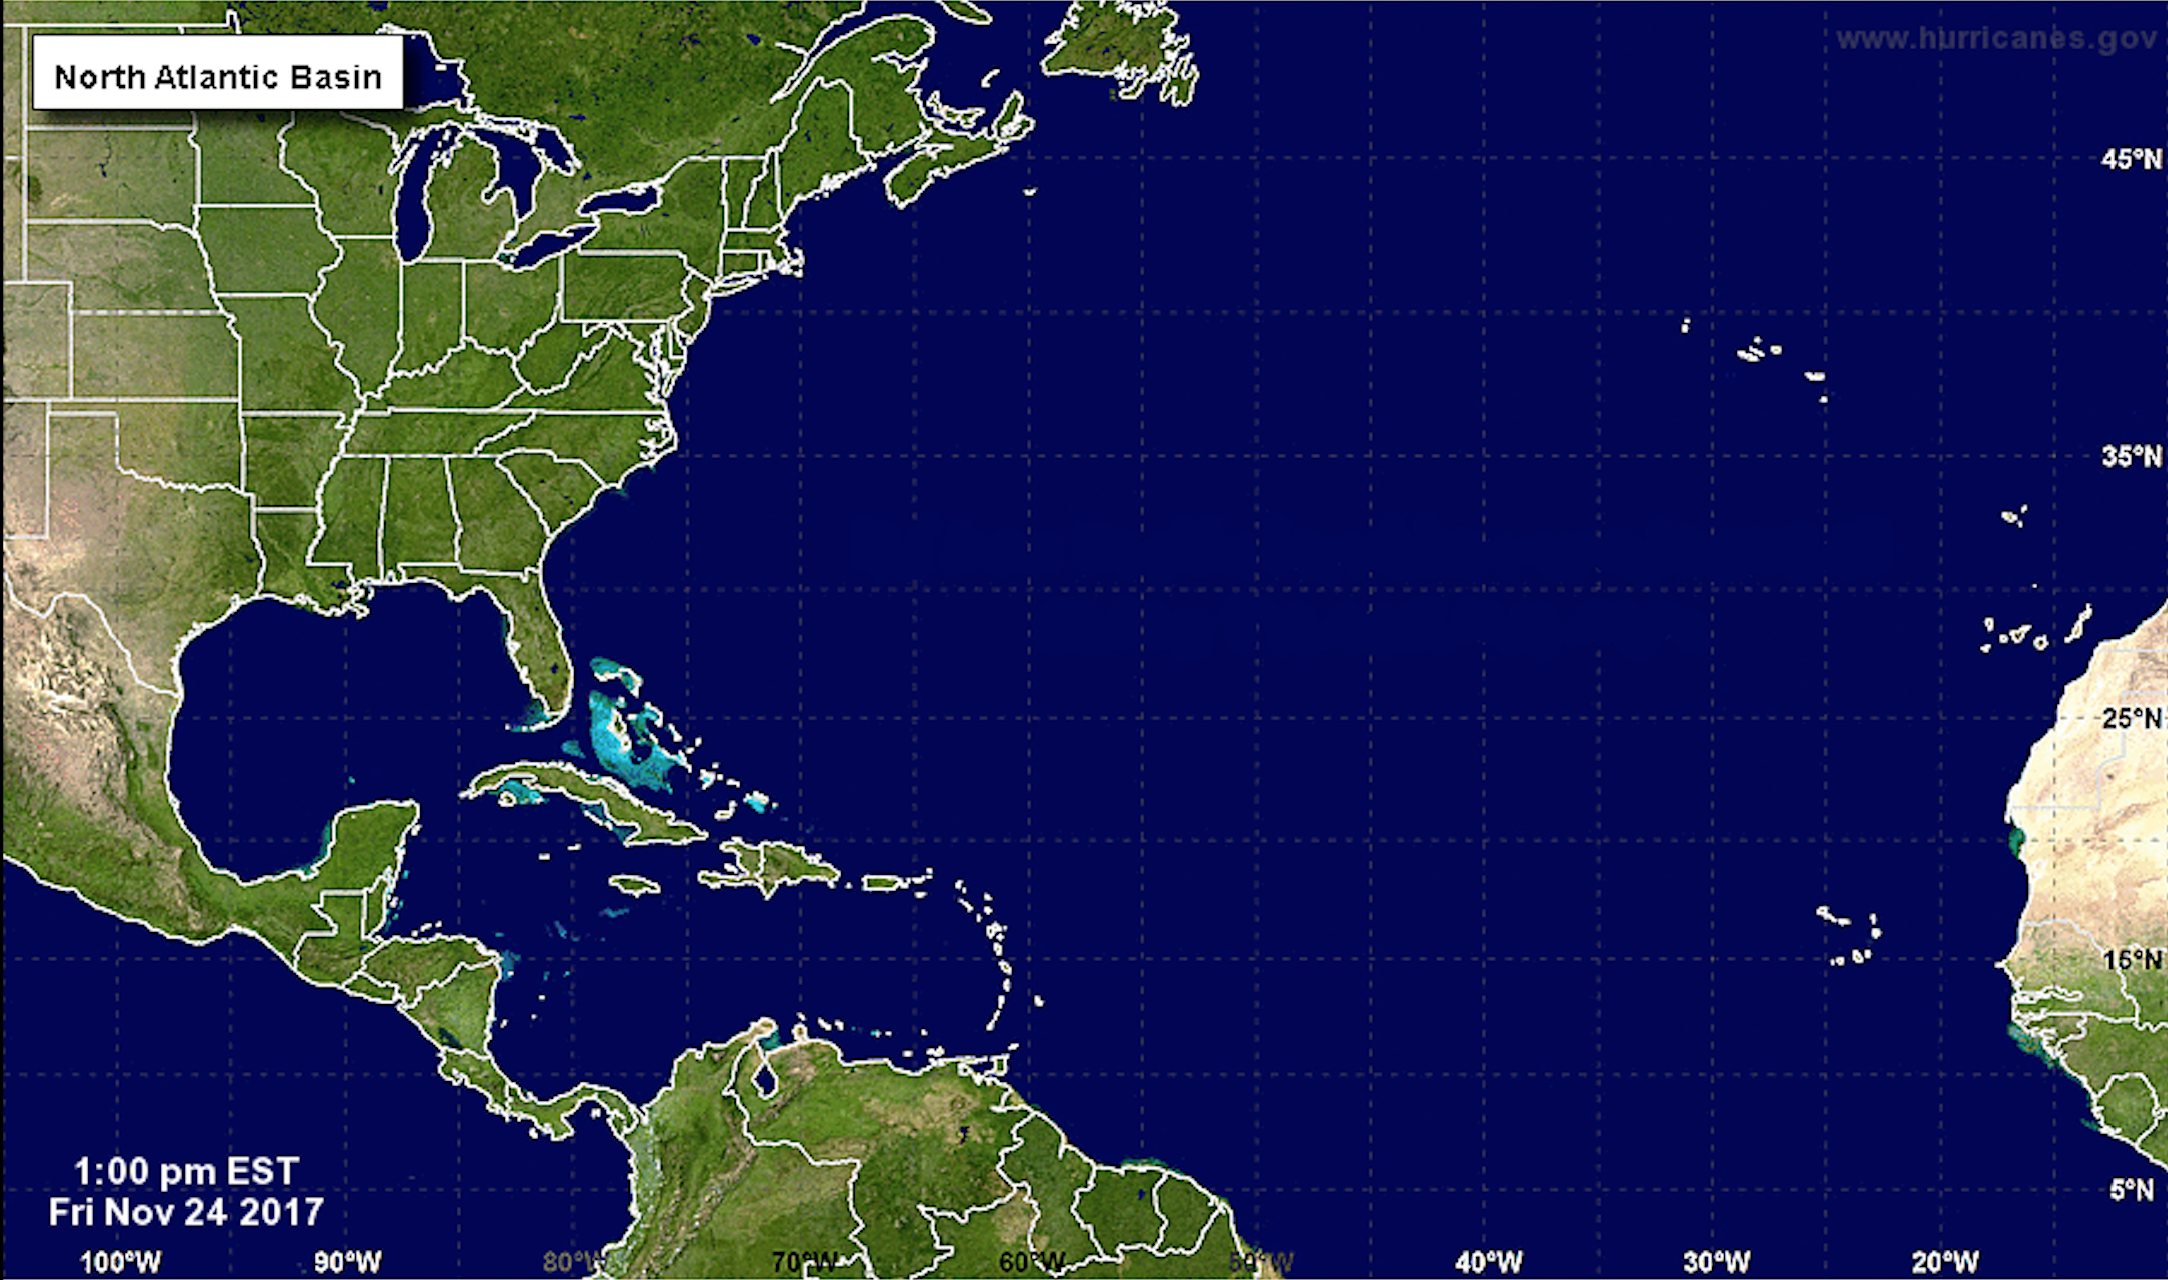 www.hurricanes.gov
North Atlantic Basin
45°N
35°N
25°N
15°N
5°N
1:00 pm EST
Fri Nov 24 2017
100°W 90°W 80°W 70°W 60°W 50°W 40°W 30°W 20°W